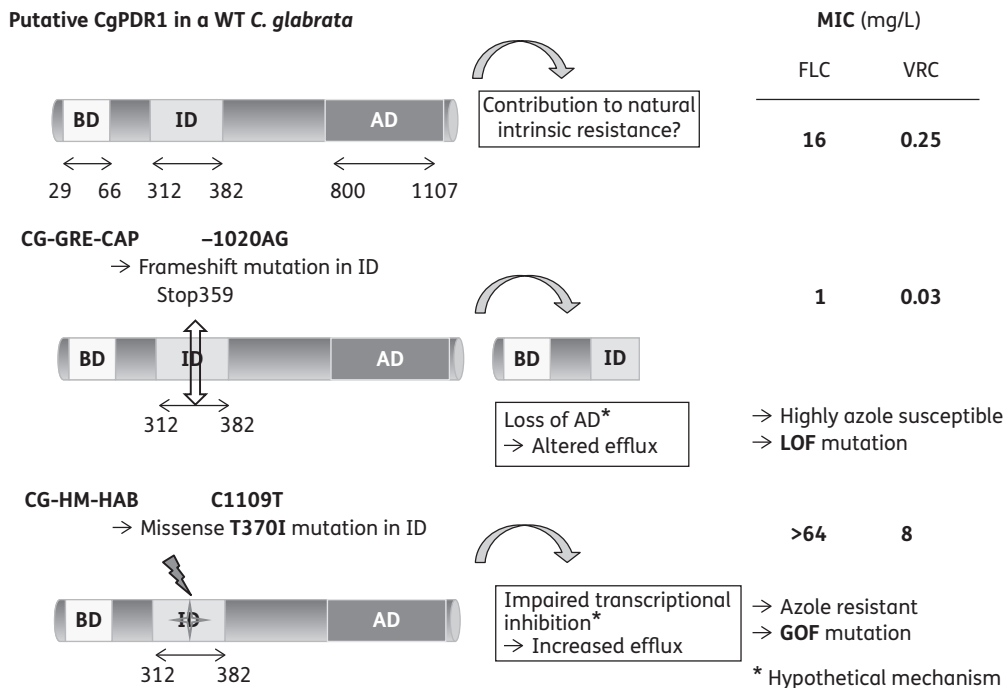 Putative CgPDR1 in a WT C. glabrata
MIC (mg/L)
FLC VRC
BD ID AD
Contribution to natural
intrinsic resistance?
16 0.25
29 66 312 382 800 1107
CG-GRE-CAP –1020AG
→ Frameshift mutation in ID
Stop359
1 0.03
BD ID AD
BD ID
312 382
Loss of AD*
→ Altered efflux
→ Highly azole susceptible
→ LOF mutation
CG-HM-HAB C1109T
→ Missense T370I mutation in ID
>64 8
BD ID AD
Impaired transcriptional
inhibition*
→ Increased efflux
→ Azole resistant
→ GOF mutation
312 382
* Hypothetical mechanism